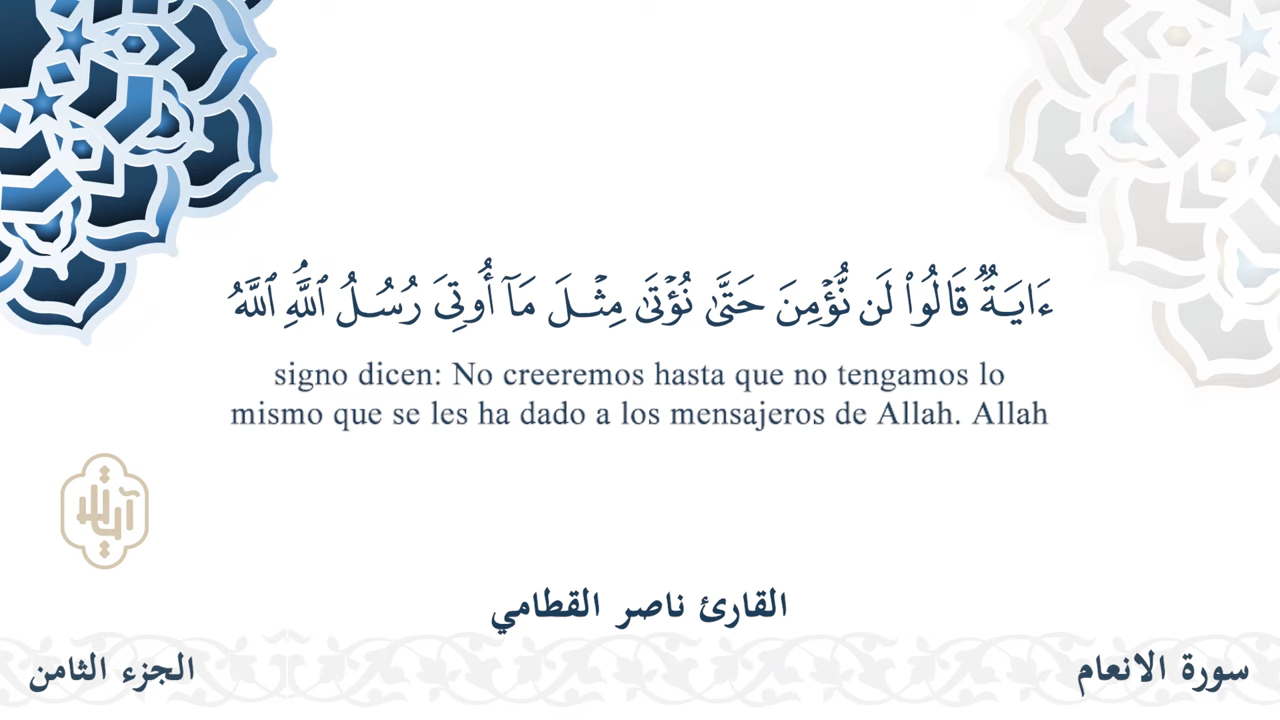 ءَايَةٌ قَالُوا۟ لَن نُّؤْمِنَ حَتَّىٰ نُؤْتَىٰ مِثْلَ مَآ أُوتِىَ رُسُلُ ٱللَّهِ ۘ ٱللَّهُ
signo dicen: No creeremos hasta que no tengamos lo
mismo que se les ha dado a los mensajeros de Allah. Allah
القارئ ناصر القطامي
سورة الانعام
الجزء الثامن